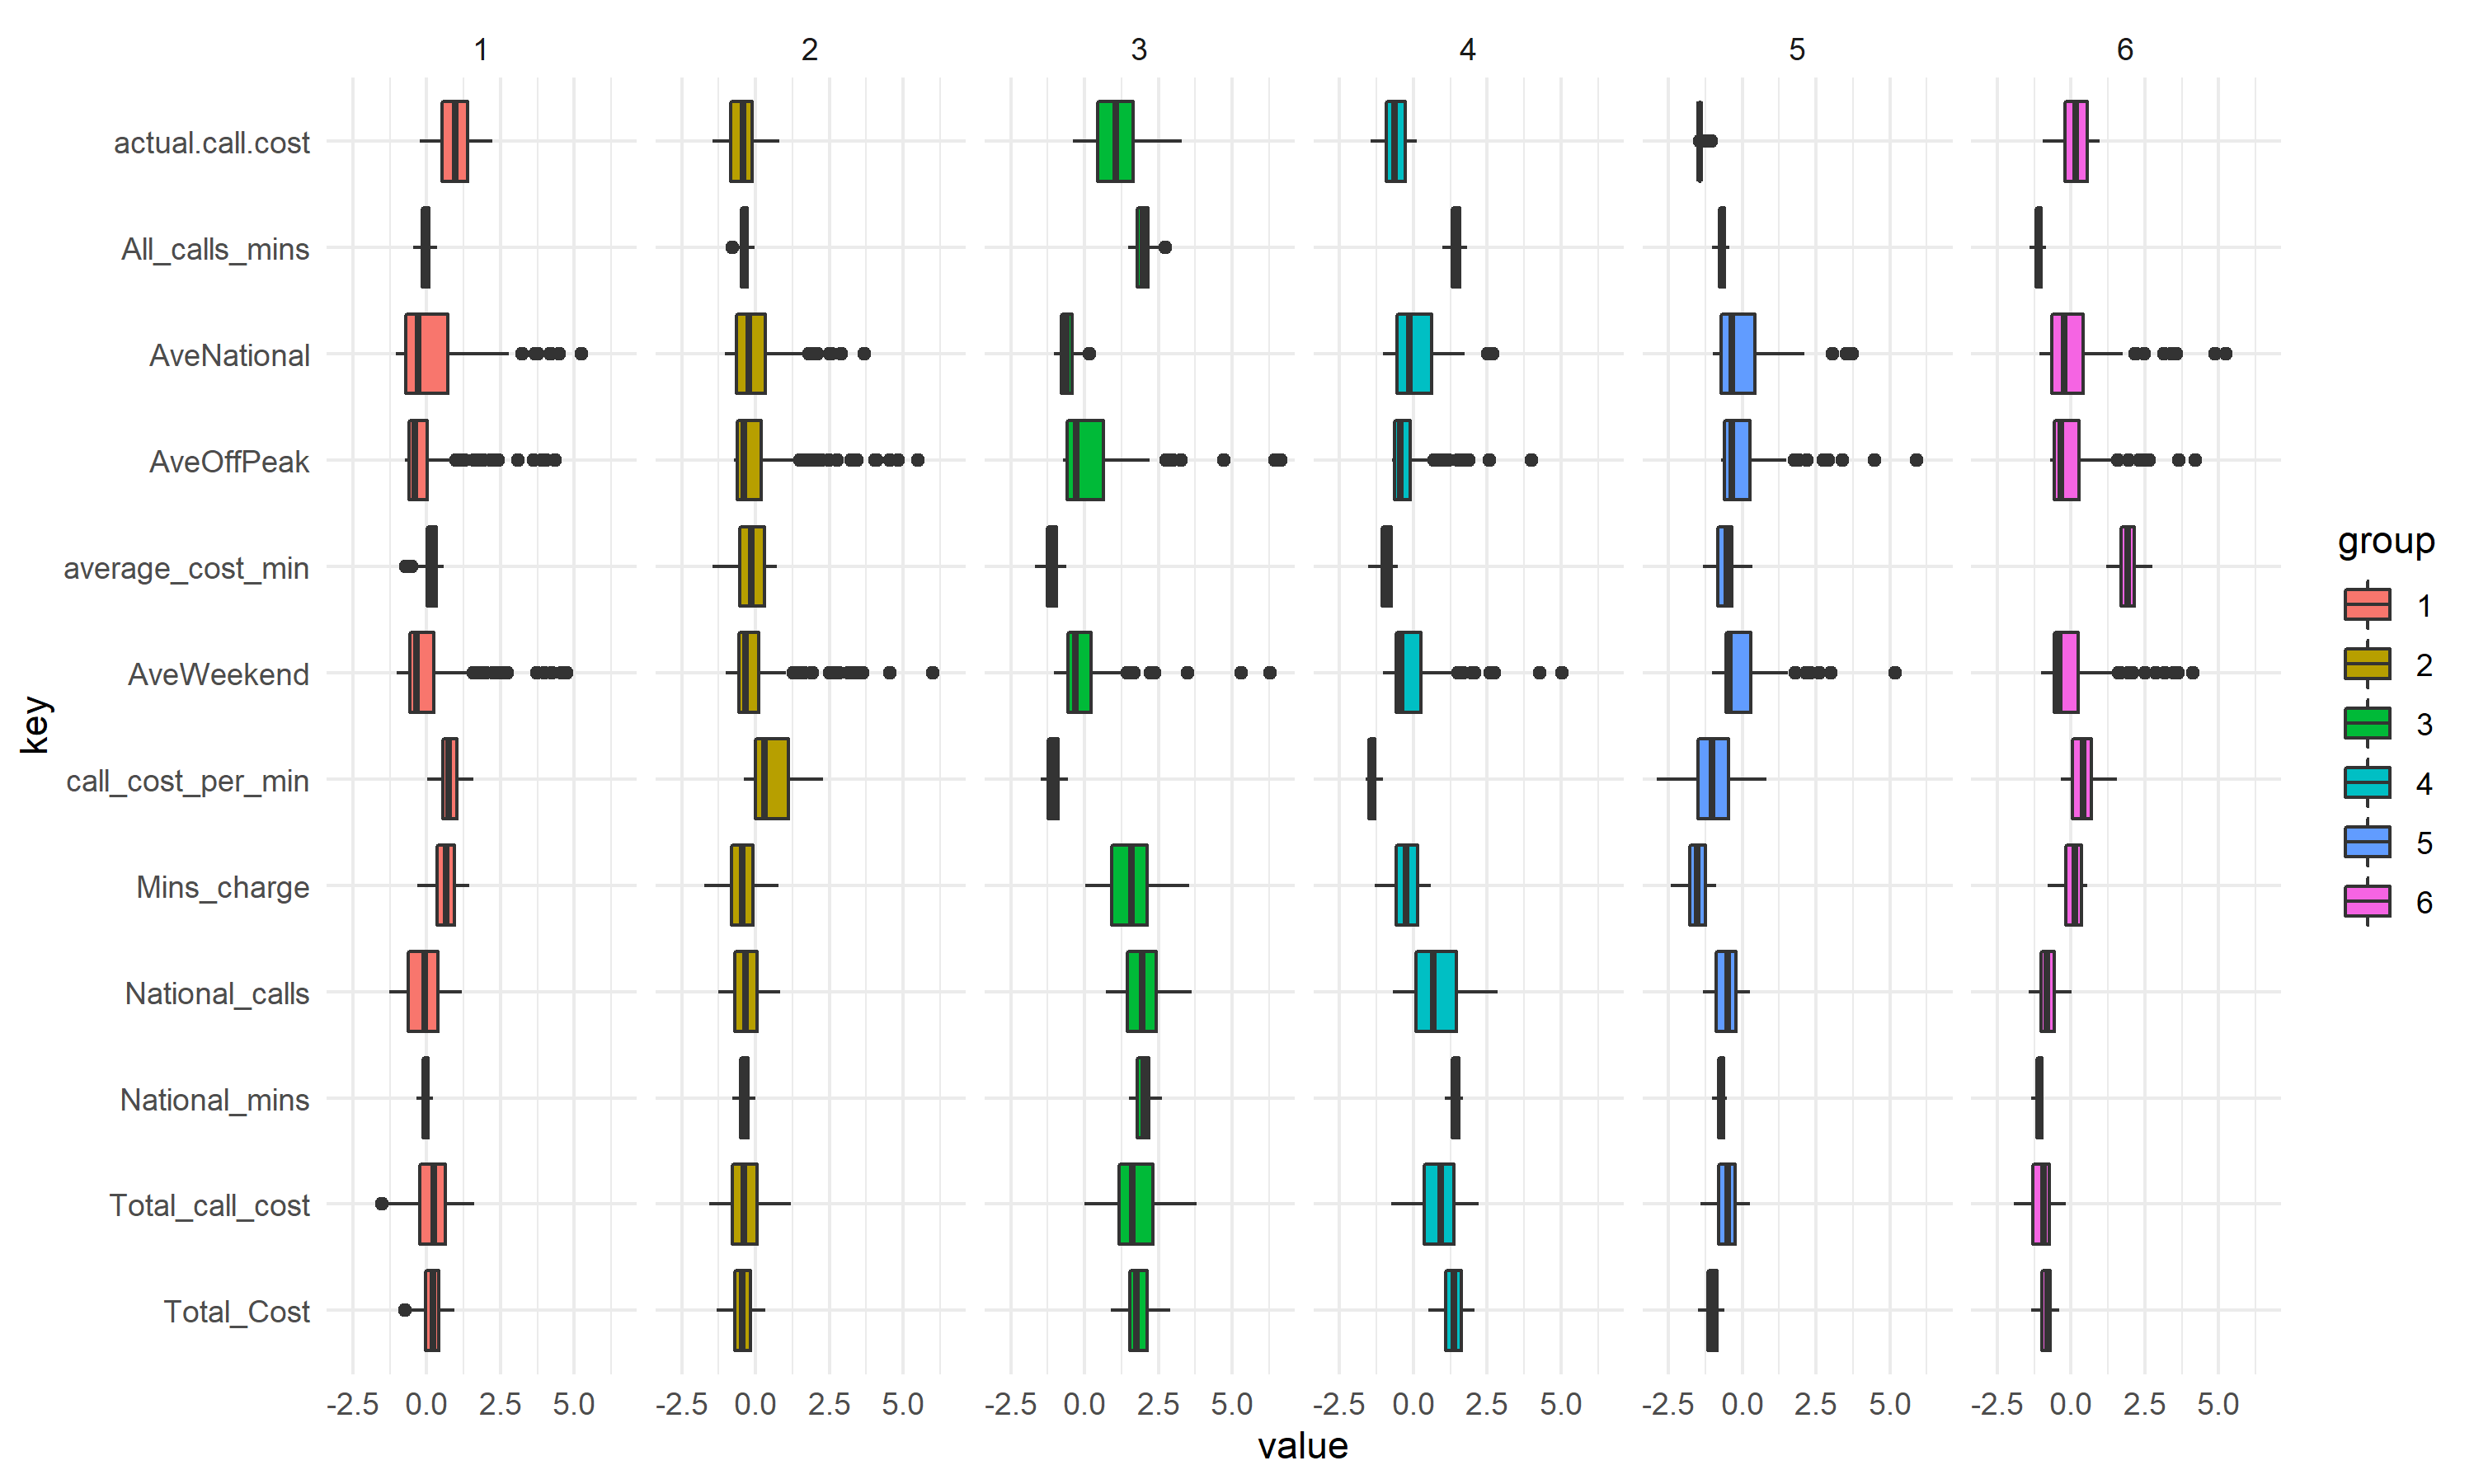 1 2 3 4 5 6
actual.call.cost
All_calls_mins
AveNational
AveOffPeak
average_cost_min
AveWeekend
call_cost_per_min
Mins_charge
National_calls
National_mins
Total_call_cost
Total_Cost
key
-2.5 0.0 2.5 5.0 -2.5 0.0 2.5 5.0 -2.5 0.0 2.5 5.0 -2.5 0.0 2.5 5.0 -2.5 0.0 2.5 5.0 -2.5 0.0 2.5 5.0
value
group
1
2
3
4
5
6